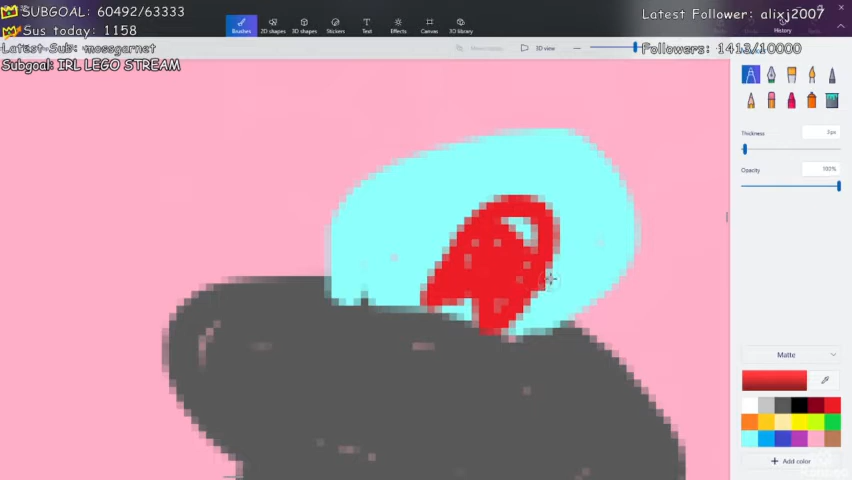 SUBGOAL: 60492/63333
Sus today: 1158
Latest-Sub: mossgarnet
Subgoal: IRL LEGO STREAM
Latest Follower: alixj2007
Followers: 1413/10000
Brushes
2D shapes
3D shapes
Stickers
Text
Effects
Canvas
3D library
History
3D view
Thickness
Opacity
100%
Matte
Add color